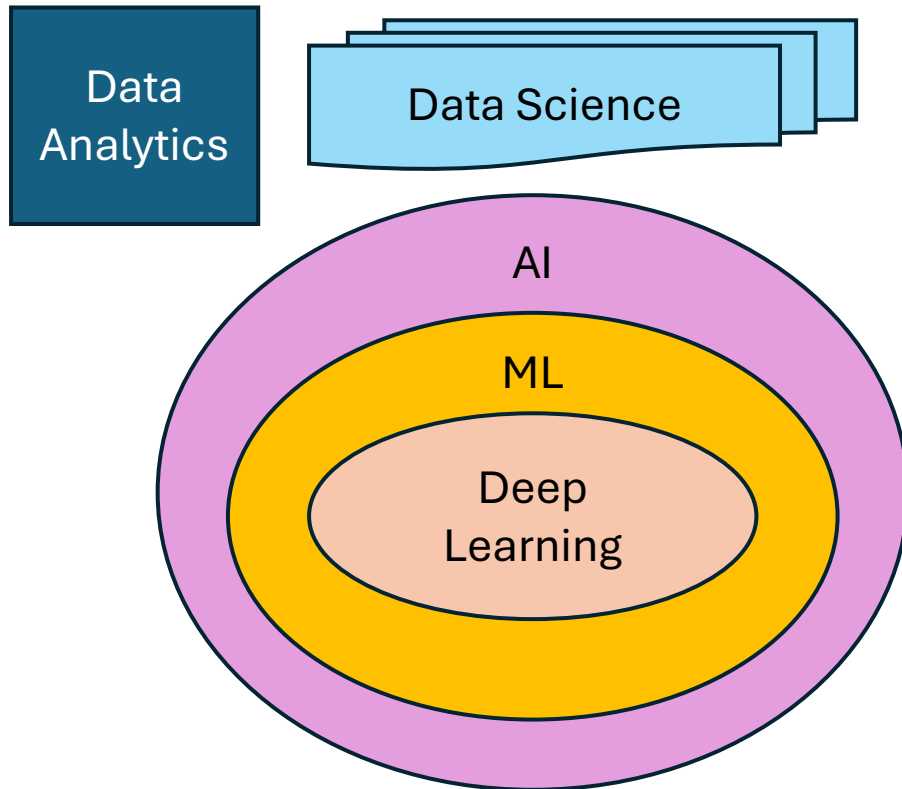 Data
Analytics
Data Science
AI
ML
Deep
Learning